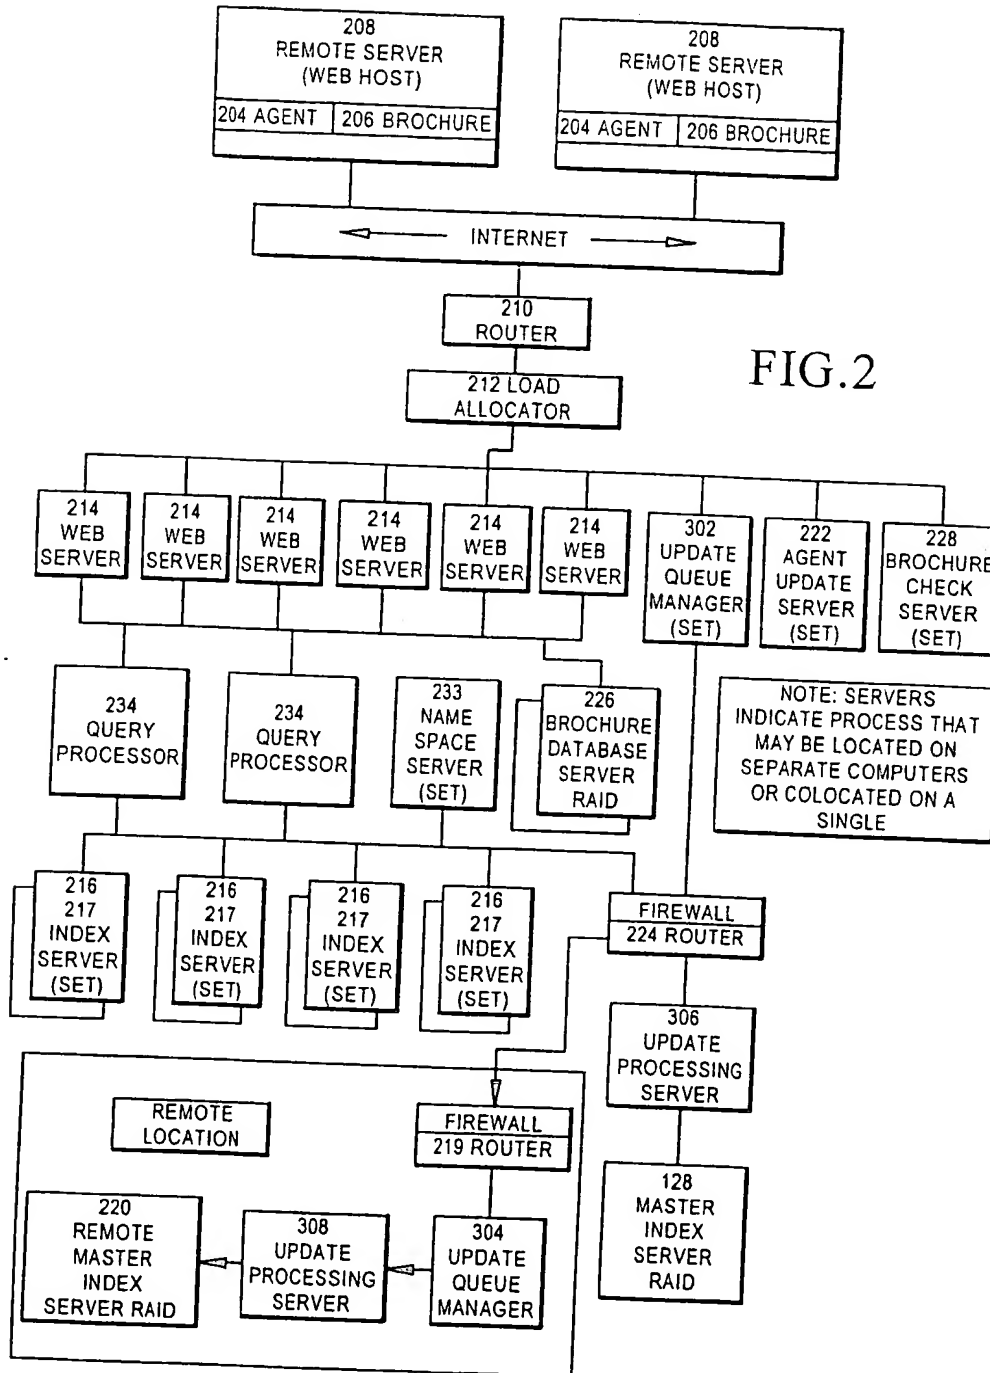 208
REMOTE SERVER
(WEB HOST)
204 AGENT 206 BROCHURE
208
REMOTE SERVER
(WEB HOST)
204 AGENT 206 BROCHURE
INTERNET
210
ROUTER
FIG.2
212 LOAD
ALLOCATOR
214
WEB
SERVER
214
WEB
SERVER
214
WEB
SERVER
214
WEB
SERVER
214
WEB
SERVER
214
WEB
SERVER
302
UPDATE
QUEUE
MANAGER
(SET)
222
AGENT
UPDATE
SERVER
(SET)
228
BROCHURE
CHECK
SERVER
(SET)
234
QUERY
PROCESSOR
234
QUERY
PROCESSOR
233
NAME
SPACE
SERVER
(SET)
226
BROCHURE
DATABASE
SERVER
RAID
NOTE: SERVERS
INDICATE PROCESS THAT
MAY BE LOCATED ON
SEPARATE COMPUTERS
OR COLOCATED ON A
SINGLE
216
217
INDEX
SERVER
(SET)
216
217
INDEX
SERVER
(SET)
216
217
INDEX
SERVER
(SET)
216
217
INDEX
SERVER
(SET)
FIREWALL
224 ROUTER
306
UPDATE
PROCESSING
SERVER
128
MASTER
INDEX
SERVER
RAID
REMOTE
LOCATION
FIREWALL
219 ROUTER
220
REMOTE
MASTER
INDEX
SERVER RAID
308
UPDATE
PROCESSING
SERVER
304
UPDATE
QUEUE
MANAGER